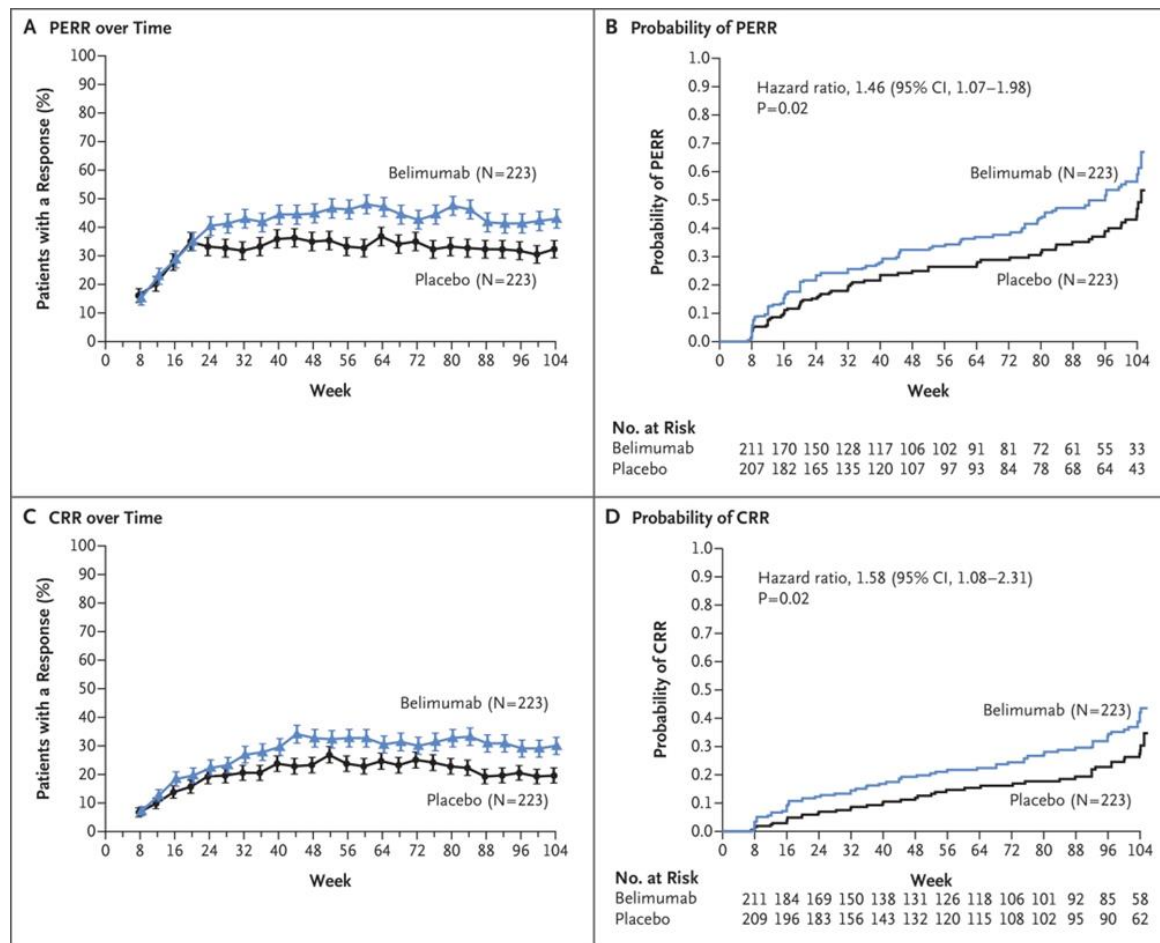 A PERR over Time
100
90
80
70
60
50
40
30
20
10
0
Patients with a Response (%)
Belimumab (N=223)
Placebo (N=223)
0 8 16 24 32 40 48 56 64 72 80 88 96 104
Week
B Probability of PERR
1.0
0.9
0.8
0.7
0.6
0.5
0.4
0.3
0.2
0.1
0.0
Probability of PERR
Hazard ratio, 1.46 (95% CI, 1.07–1.98)
P=0.02
Belimumab (N=223)
Placebo (N=223)
0 8 16 24 32 40 48 56 64 72 80 88 96 104
Week
No. at Risk
Belimumab 211 170 150 128 117 106 102 91 81 72 61 55 33
Placebo 207 182 165 135 120 107 97 93 84 78 68 64 43
C CRR over Time
100
90
80
70
60
50
40
30
20
10
0
Patients with a Response (%)
Belimumab (N=223)
Placebo (N=223)
0 8 16 24 32 40 48 56 64 72 80 88 96 104
Week
D Probability of CRR
1.0
0.9
0.8
0.7
0.6
0.5
0.4
0.3
0.2
0.1
0.0
Probability of CRR
Hazard ratio, 1.58 (95% CI, 1.08–2.31)
P=0.02
Belimumab (N=223)
Placebo (N=223)
0 8 16 24 32 40 48 56 64 72 80 88 96 104
Week
No. at Risk
Belimumab 211 184 169 150 138 131 126 118 106 101 92 85 58
Placebo 209 196 183 156 143 132 120 115 108 102 95 90 62